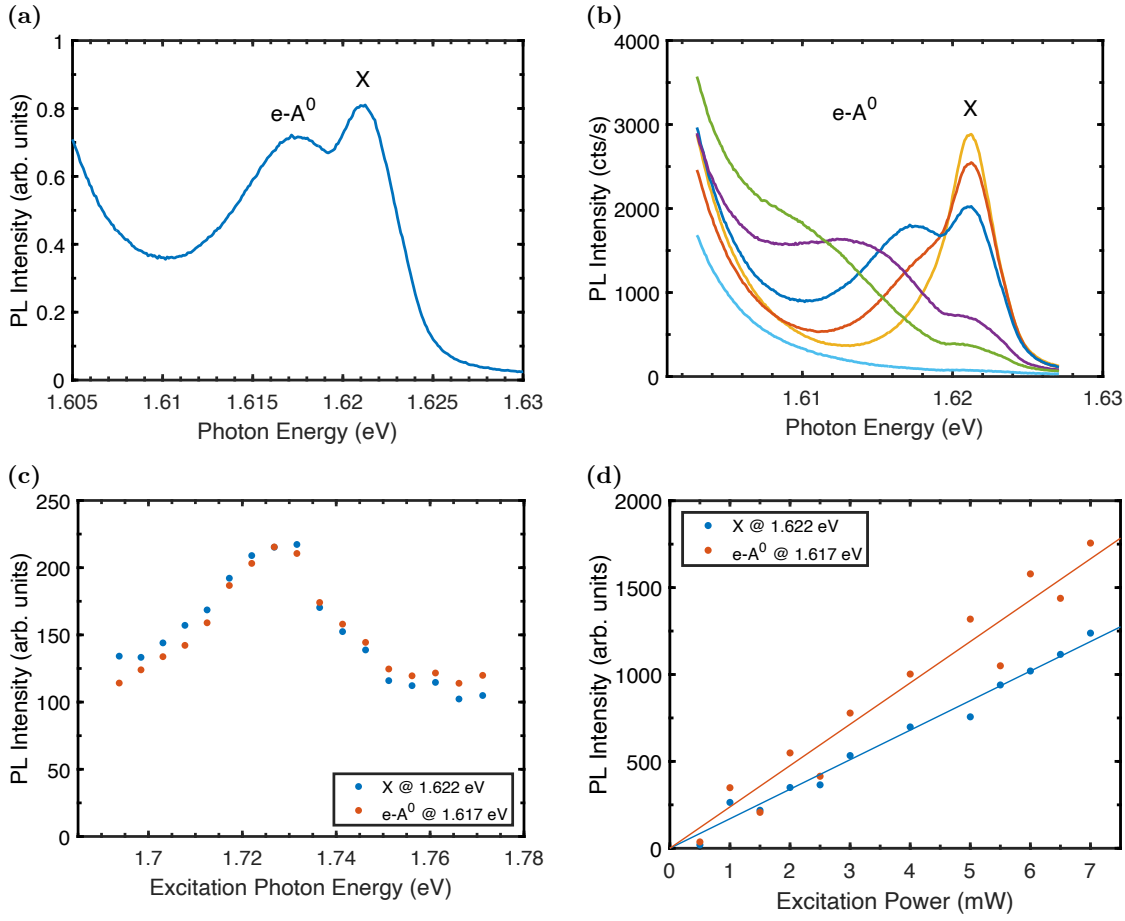 (a)
PL Intensity (arb. units)
1
0.8
0.6
0.4
0.2
0
e-A⁰
X
1.605 1.61 1.615 1.62 1.625 1.63
Photon Energy (eV)
(b)
PL Intensity (cts/s)
4000
3000
2000
1000
0
e-A⁰
X
1.61 1.62 1.63
Photon Energy (eV)
(c)
PL Intensity (arb. units)
250
200
150
100
50
0
X @ 1.622 eV
e-A⁰ @ 1.617 eV
1.7 1.72 1.74 1.76 1.78
Excitation Photon Energy (eV)
(d)
PL Intensity (arb. units)
2000
1500
1000
500
0
X @ 1.622 eV
e-A⁰ @ 1.617 eV
0 1 2 3 4 5 6 7
Excitation Power (mW)